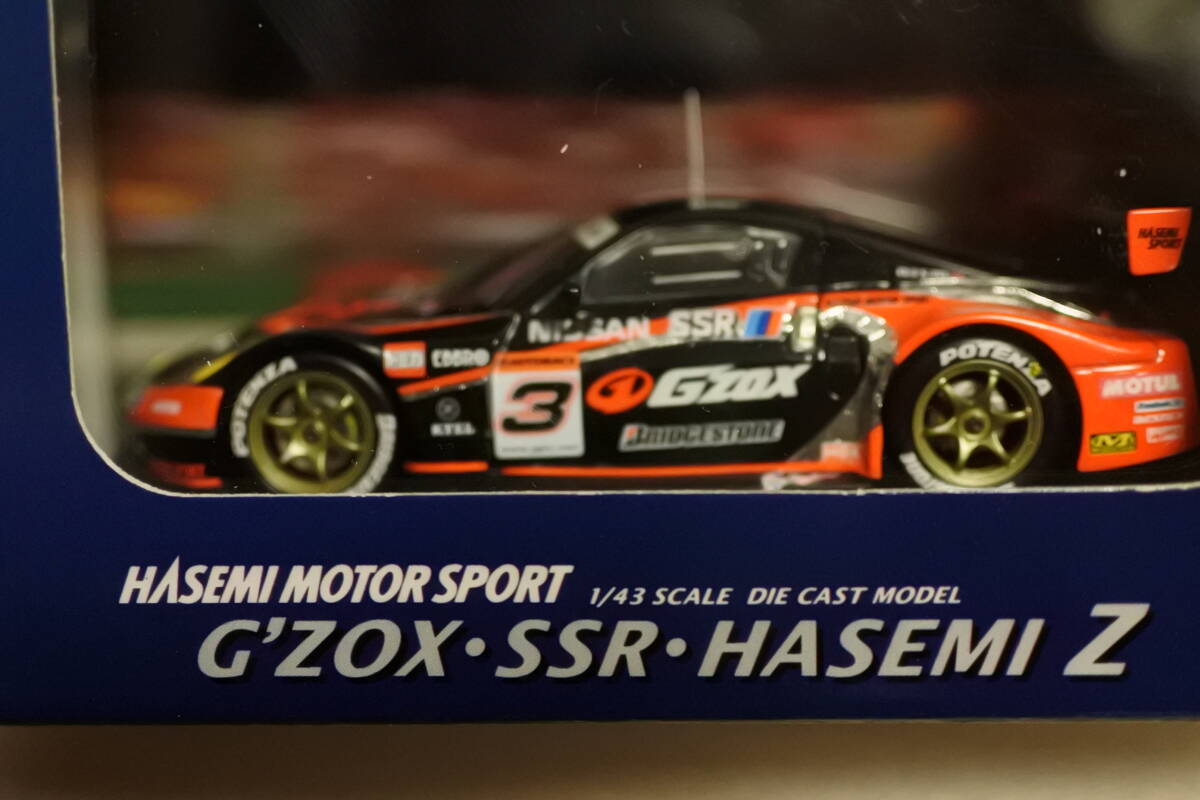 HASEMI
SPORT
NISSAN SSR
EBBRO
POTENZA
POTENZA
3
G'ZOX
MOTUL
BRIDGESTONE
HASEMI MOTOR SPORT 1/43 SCALE DIE CAST MODEL
G'ZOX・SSR・HASEMI Z